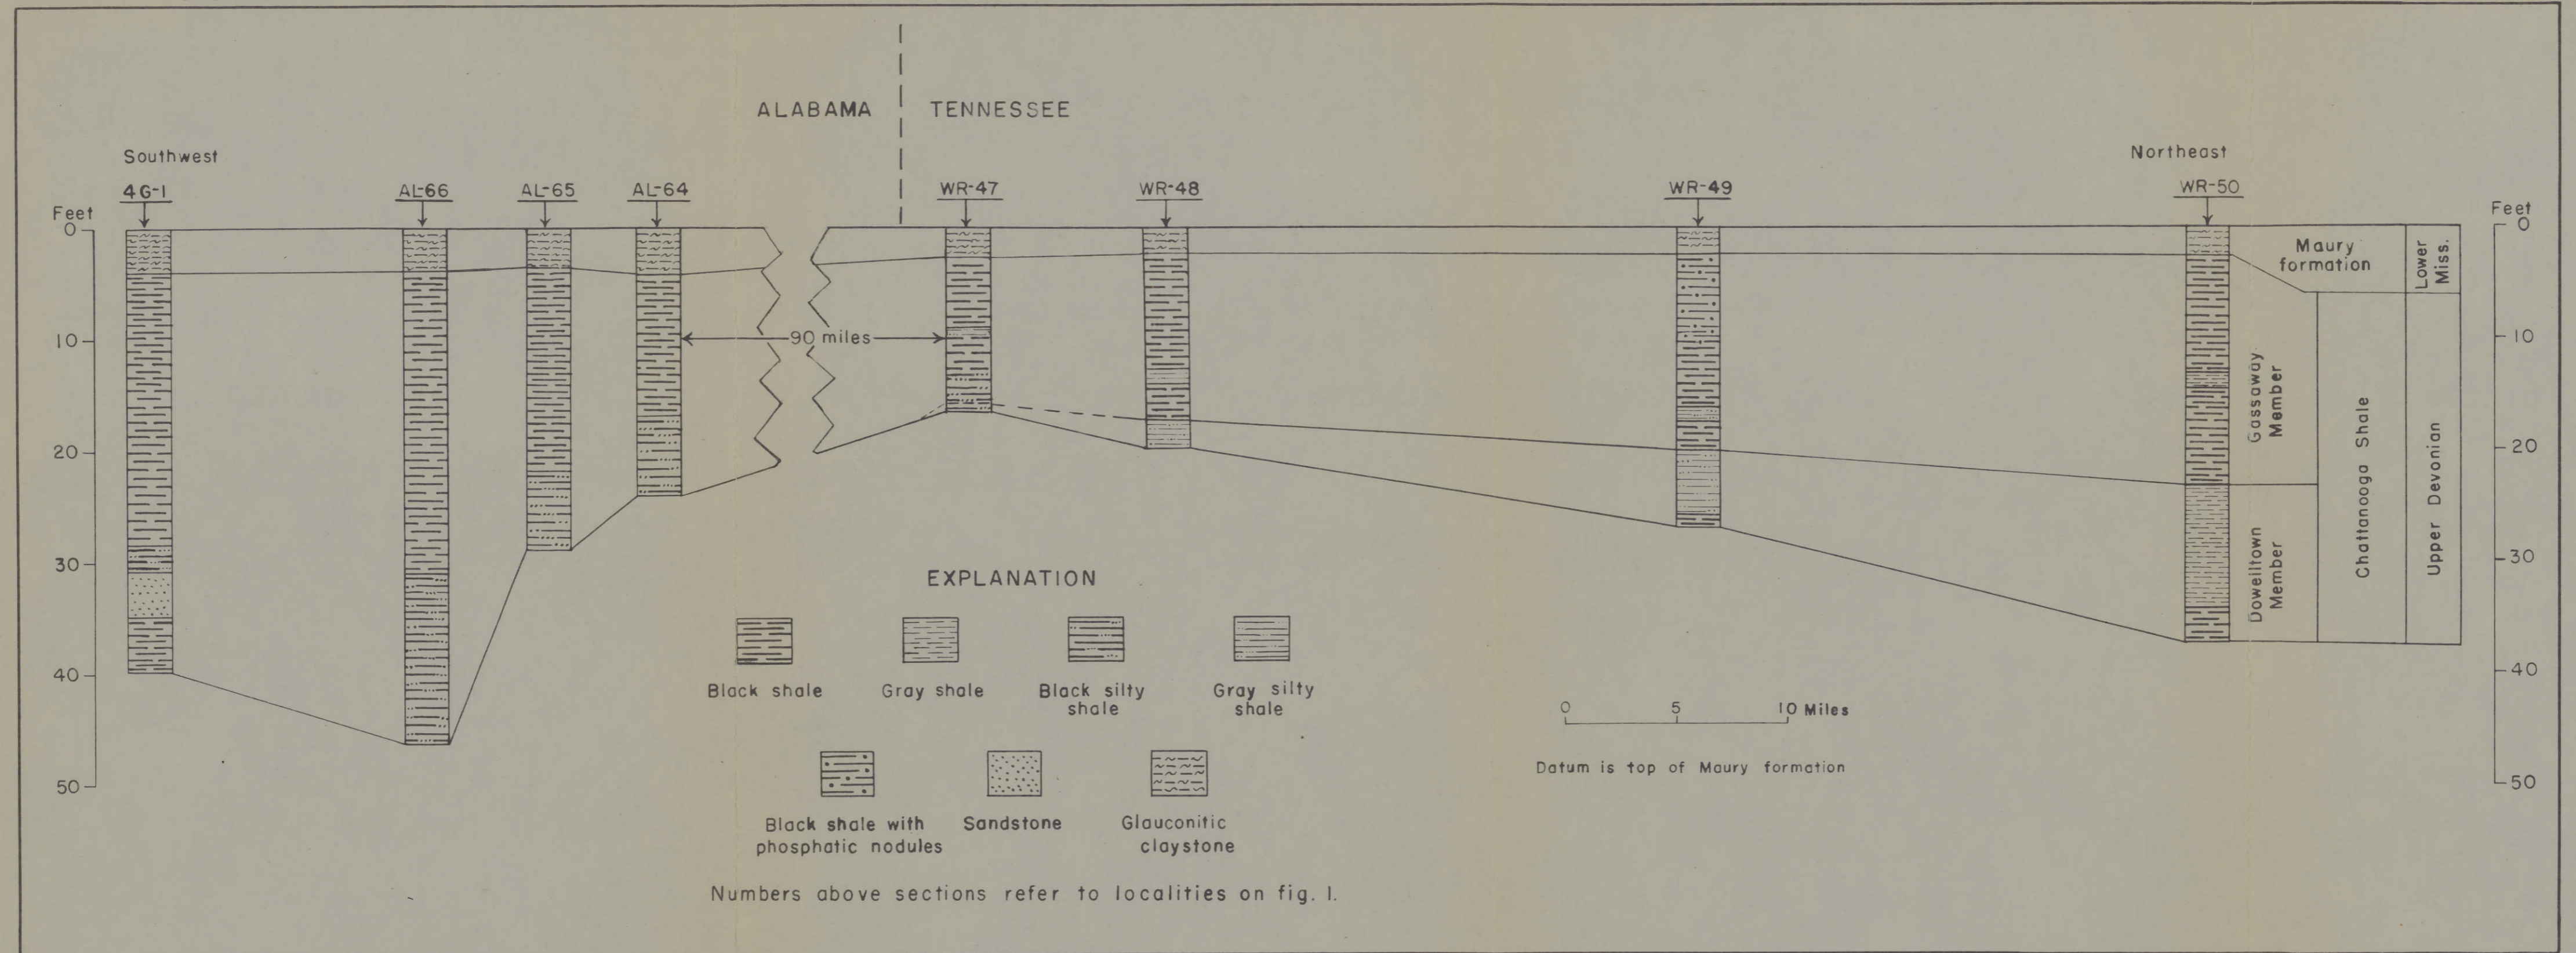 ALABAMA TENNESSEE
Southwest Northeast
4G-1 AL-66 AL-65 AL-64 WR-47 WR-48 WR-49 WR-50
Feet Feet
0 0
10 10
20 20
30 30
40 40
50 50
90 miles
Maury
formation
Lower
Miss.
Gassaway
Member
Dowelltown
Member
Chattanooga Shale
Upper Devonian
EXPLANATION
Black shale Gray shale Black silty
shale Gray silty
shale
Black shale with
phosphatic nodules Sandstone Glauconitic
claystone
0 5 10 Miles
Datum is top of Maury formation
Numbers above sections refer to localities on fig. 1.